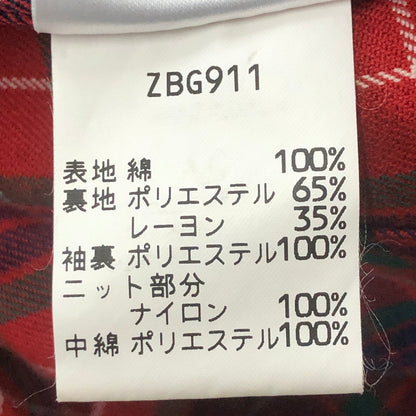 ZBG911
表地 綿 100%
裏地 ポリエステル 65%
レーヨン 35%
袖裏 ポリエステル100%
ニット部分
ナイロン 100%
中綿 ポリエステル100%